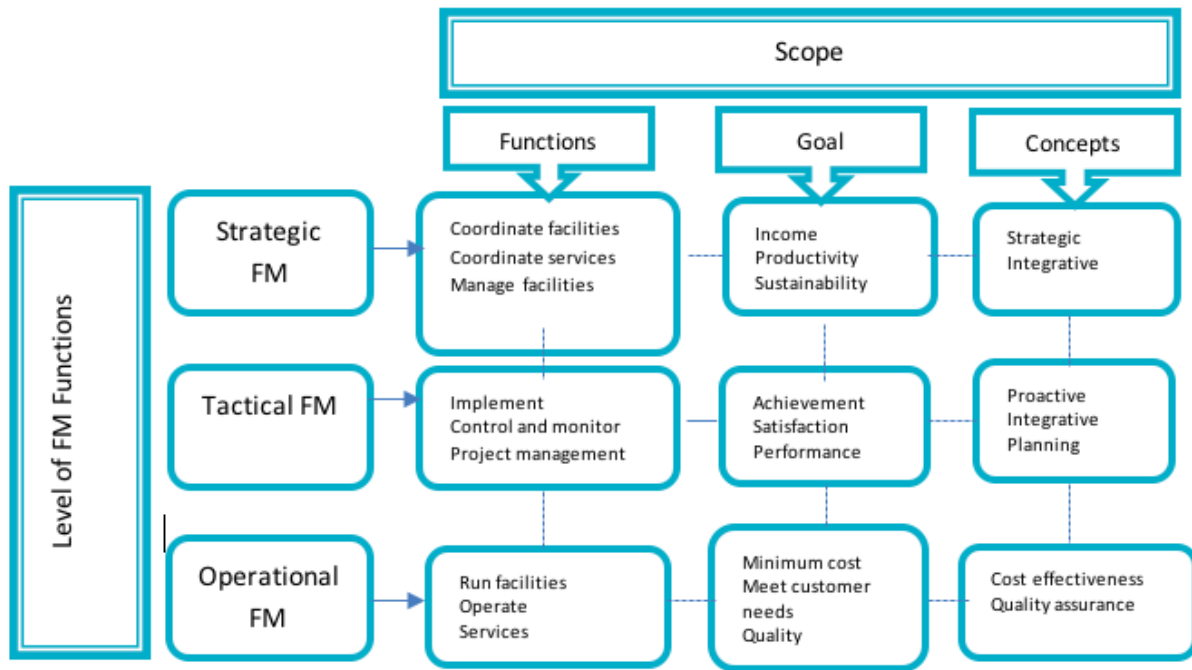 Scope
Functions
Goal
Concepts
Level of FM Functions
Strategic
FM
Coordinate facilities
Coordinate services
Manage facilities
Income
Productivity
Sustainability
Strategic
Integrative
Tactical FM
Implement
Control and monitor
Project management
Achievement
Satisfaction
Performance
Proactive
Integrative
Planning
Operational
FM
Run facilities
Operate
Services
Minimum cost
Meet customer
needs
Quality
Cost effectiveness
Quality assurance